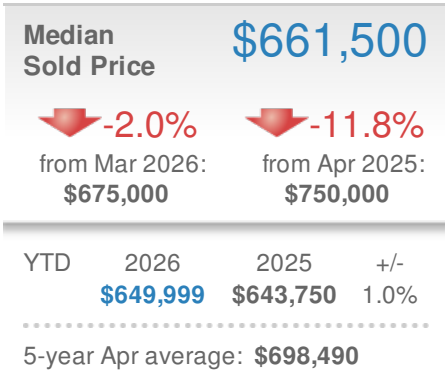 Median
Sold Price
$661,500
-2.0% -11.8%
from Mar 2026: from Apr 2025:
$675,000 $750,000
YTD 2026 2025 +/-
$649,999 $643,750 1.0%
5-year Apr average: $698,490